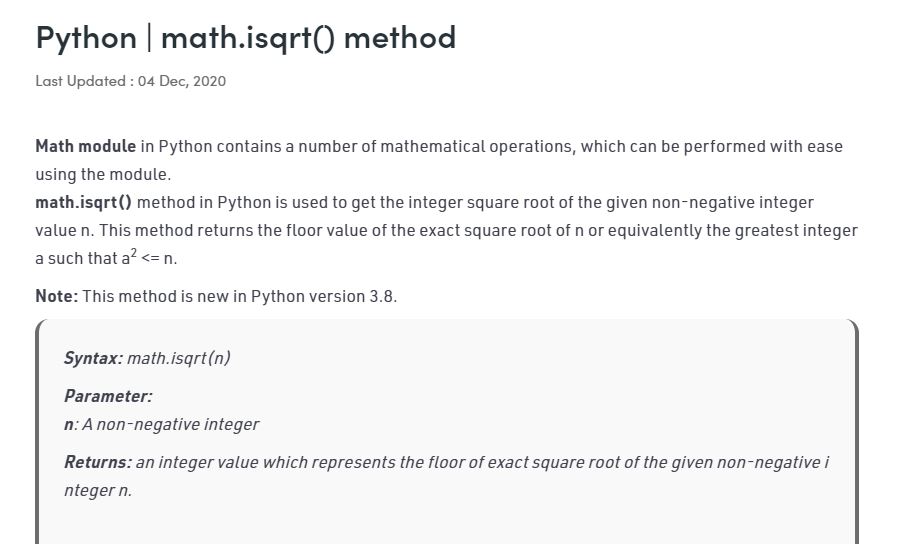 Python | math.isqrt() method
Last Updated : 04 Dec, 2020
Math module in Python contains a number of mathematical operations, which can be performed with ease
using the module.
math.isqrt() method in Python is used to get the integer square root of the given non-negative integer
value n. This method returns the floor value of the exact square root of n or equivalently the greatest integer
a such that a² <= n.
Note: This method is new in Python version 3.8.
Syntax: math.isqrt(n)
Parameter:
n: A non-negative integer
Returns: an integer value which represents the floor of exact square root of the given non-negative i
nteger n.